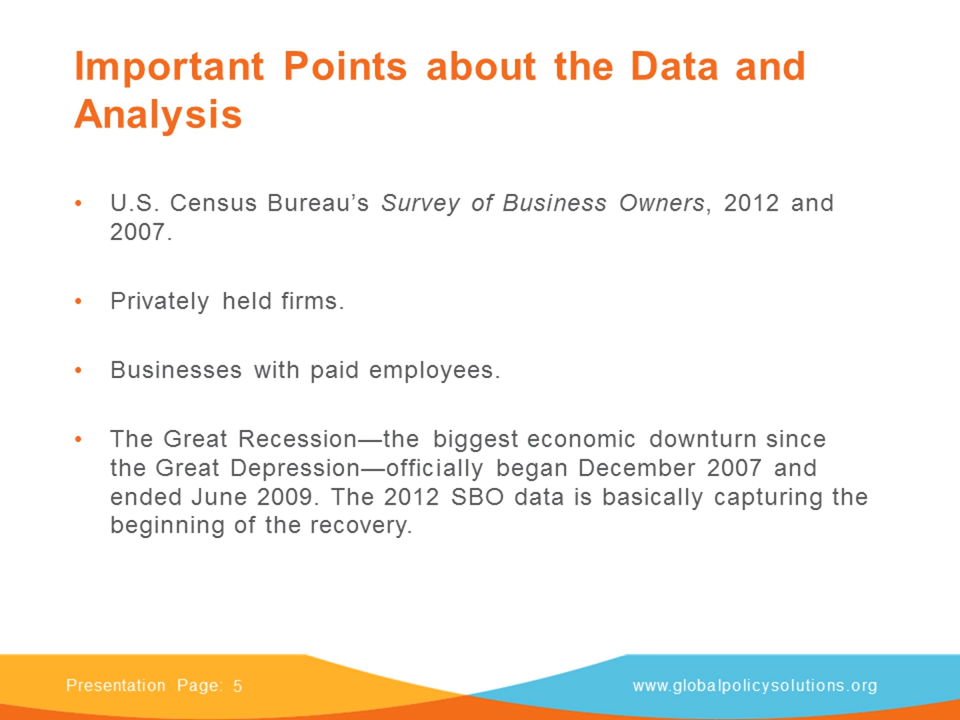 Important Points about the Data and
Analysis
• U.S. Census Bureau’s Survey of Business Owners, 2012 and
2007.
• Privately held firms.
• Businesses with paid employees.
• The Great Recession—the biggest economic downturn since
the Great Depression—officially began December 2007 and
ended June 2009. The 2012 SBO data is basically capturing the
beginning of the recovery.
Presentation Page: 5
www.globalpolicysolutions.org